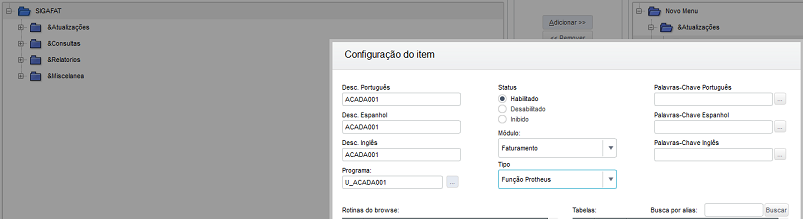 SIGAFAT
&Atualizações
&Consultas
&Relatorios
&Miscelanea
Adicionar >>
<< Remover
Novo Menu
&Atualizações
Configuração do item
Desc. Português
ACADA001
Desc. Espanhol
ACADA001
Desc. Inglês
ACADA001
Programa:
U_ACADA001
...
Status
Habilitado
Desabilitado
Inibido
Módulo:
Faturamento
Tipo
Função Protheus
Palavras-Chave Português
...
Palavras-Chave Espanhol
...
Palavras-Chave Inglês
...
Rotinas do browse:
Tabelas:
Busca por alias:
Buscar